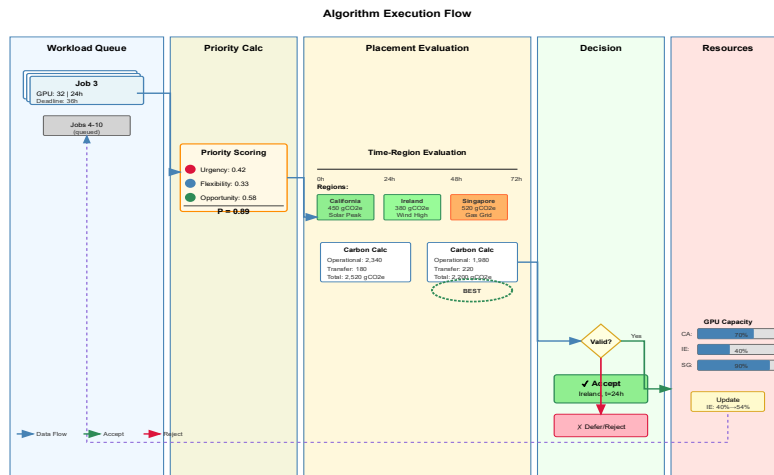 Algorithm Execution Flow
Workload Queue
Job 3
GPU: 32 | 24h
Deadline: 36h
Jobs 4-10
(queued)
Priority Calc
Priority Scoring
Urgency: 0.42
Flexibility: 0.33
Opportunity: 0.58
P = 0.89
Placement Evaluation
Time-Region Evaluation
0h 24h 48h 72h
Regions:
California
450 gCO2e
Solar Peak
Ireland
380 gCO2e
Wind High
Singapore
520 gCO2e
Gas Grid
Carbon Calc
Operational: 2,340
Transfer: 180
Total: 2,520 gCO2e
Carbon Calc
Operational: 1,980
Transfer: 220
Total: 2,200 gCO2e
BEST
Decision
Valid?
Yes
✓ Accept
Ireland, t=24h
✗ Defer/Reject
Resources
GPU Capacity
CA: 70%
IE: 40%
SG: 90%
Update
IE: 40%→54%
Data Flow Accept Reject